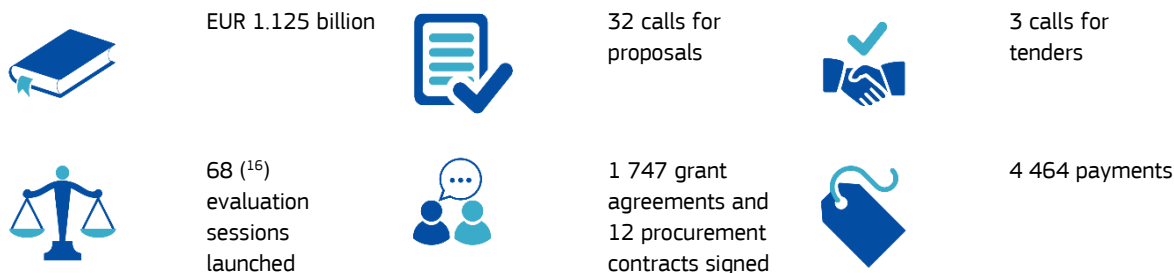 EUR 1.125 billion
32 calls for
proposals
3 calls for
tenders
68 (16)
evaluation
sessions
launched
1 747 grant
agreements and
12 procurement
contracts signed
4 464 payments